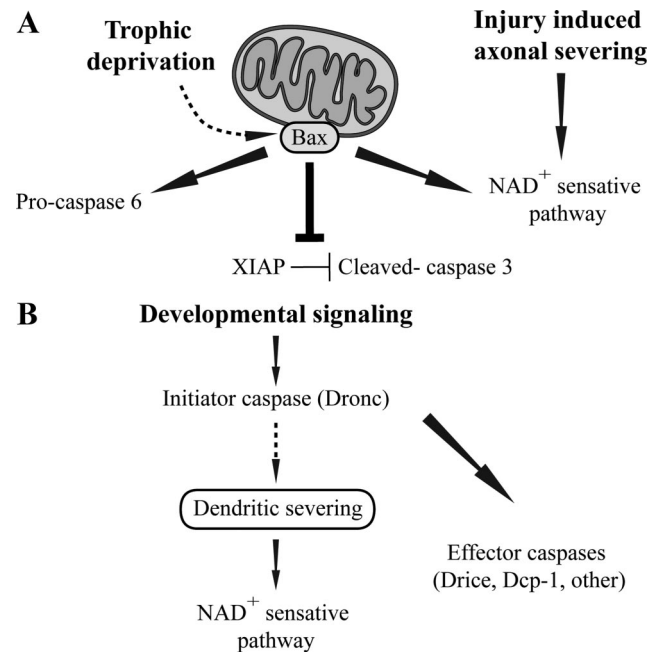 A
Trophic
deprivation
Injury induced
axonal severing
Bax
Pro-caspase 6
NAD+ sensative
pathway
XIAP
Cleaved- caspase 3
B
Developmental signaling
Initiator caspase (Dronc)
Dendritic severing
Effector caspases
(Drice, Dcp-1, other)
NAD+ sensative
pathway